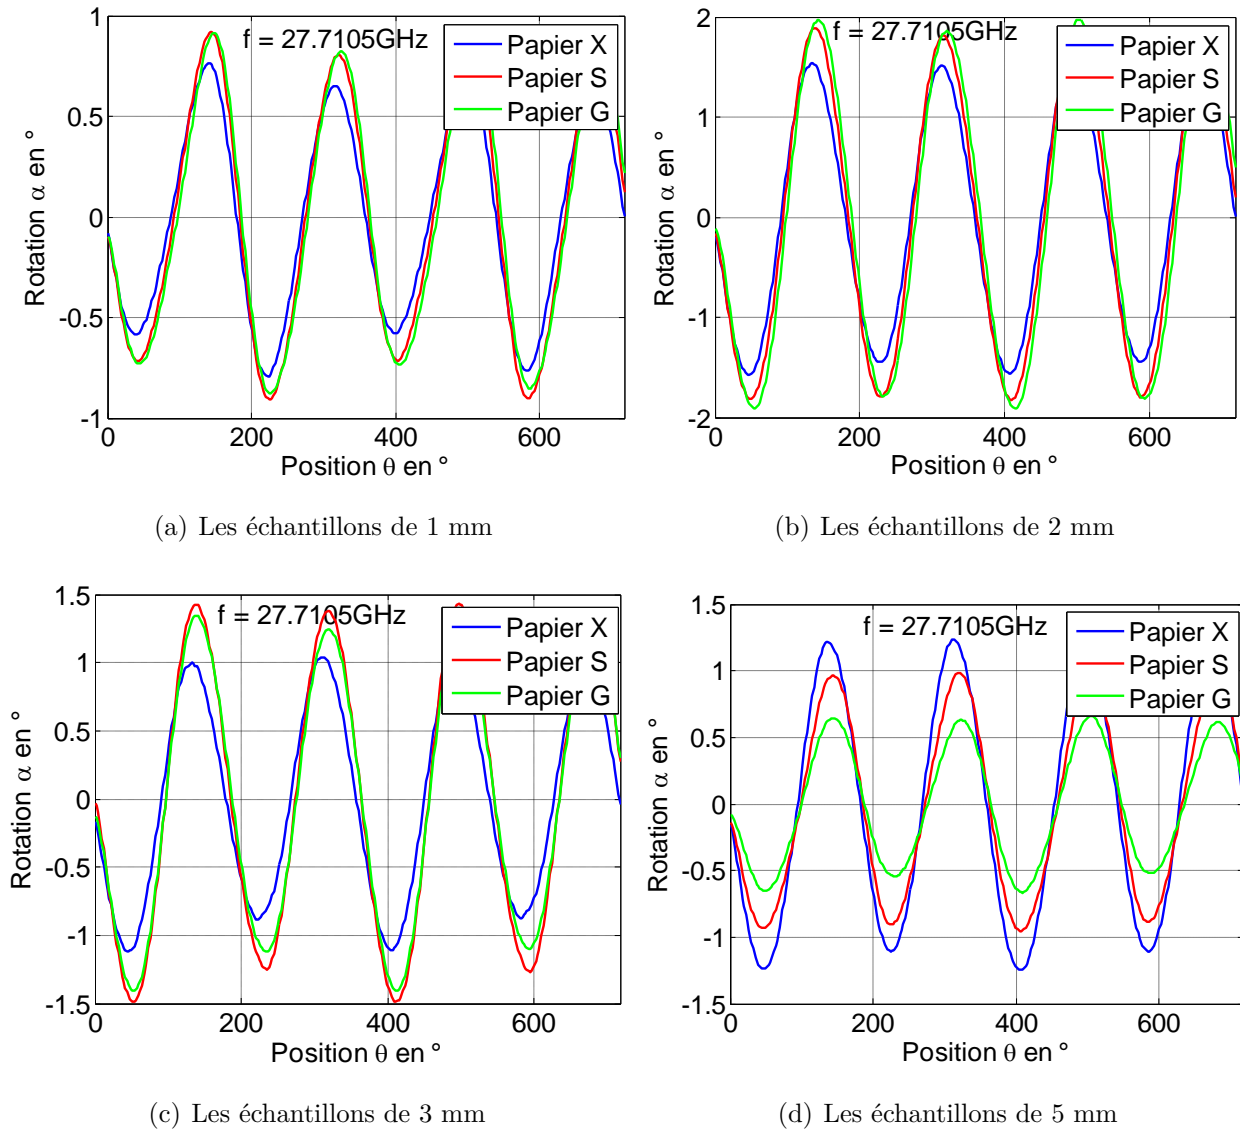 f = 27.7105GHz
Papier X
Papier S
Papier G
1
0.5
0
-0.5
-1
0
200
400
600
Rotation α en °
Position θ en °
(a) Les échantillons de 1 mm
f = 27.7105GHz
Papier X
Papier S
Papier G
2
1
0
-1
-2
0
200
400
600
Rotation α en °
Position θ en °
(b) Les échantillons de 2 mm
f = 27.7105GHz
Papier X
Papier S
Papier G
1.5
1
0.5
0
-0.5
-1
-1.5
0
200
400
600
Rotation α en °
Position θ en °
(c) Les échantillons de 3 mm
f = 27.7105GHz
Papier X
Papier S
Papier G
1.5
1
0.5
0
-0.5
-1
-1.5
0
200
400
600
Rotation α en °
Position θ en °
(d) Les échantillons de 5 mm